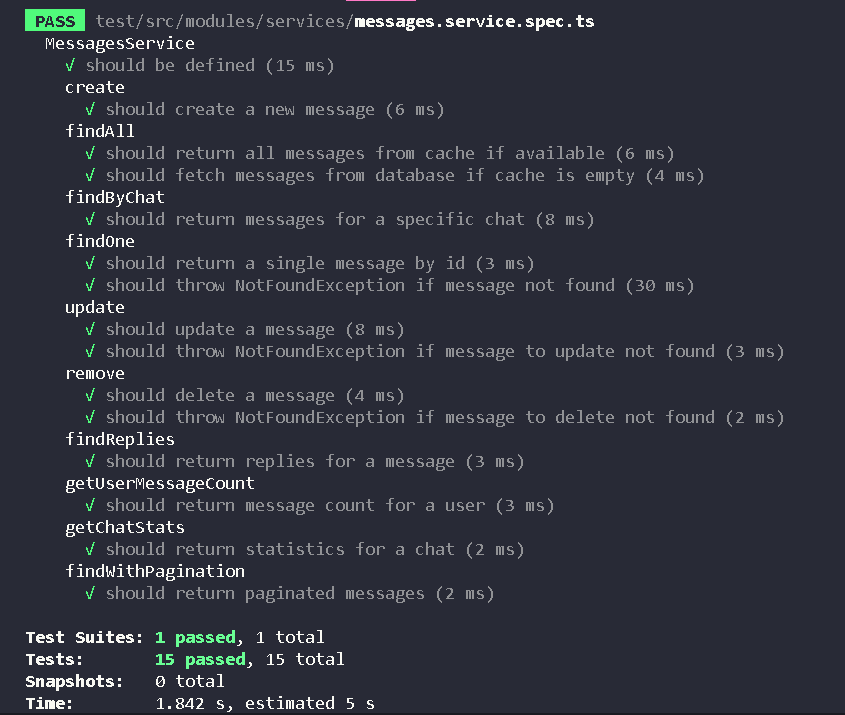 PASS test/src/modules/services/messages.service.spec.ts
MessagesService
√ should be defined (15 ms)
create
√ should create a new message (6 ms)
findAll
√ should return all messages from cache if available (6 ms)
√ should fetch messages from database if cache is empty (4 ms)
findByChat
√ should return messages for a specific chat (8 ms)
findOne
√ should return a single message by id (3 ms)
√ should throw NotFoundException if message not found (30 ms)
update
√ should update a message (8 ms)
√ should throw NotFoundException if message to update not found (3 ms)
remove
√ should delete a message (4 ms)
√ should throw NotFoundException if message to delete not found (2 ms)
findReplies
√ should return replies for a message (3 ms)
getUserMessageCount
√ should return message count for a user (3 ms)
getChatStats
√ should return statistics for a chat (2 ms)
findWithPagination
√ should return paginated messages (2 ms)
Test Suites: 1 passed, 1 total
Tests: 15 passed, 15 total
Snapshots: 0 total
Time: 1.842 s, estimated 5 s